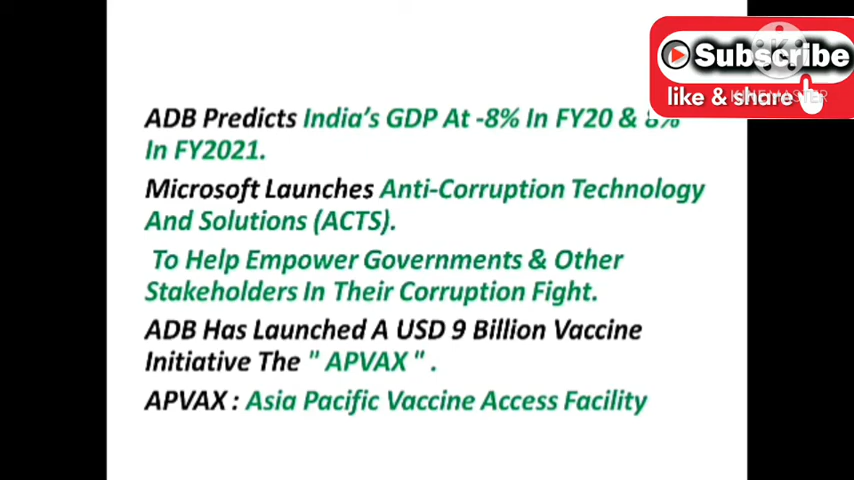 Subscribe
like & share
KINEMASTER
ADB Predicts India's GDP At -8% In FY20 & 8%
In FY2021.
Microsoft Launches Anti-Corruption Technology
And Solutions (ACTS).
To Help Empower Governments & Other
Stakeholders In Their Corruption Fight.
ADB Has Launched A USD 9 Billion Vaccine
Initiative The " APVAX " .
APVAX : Asia Pacific Vaccine Access Facility